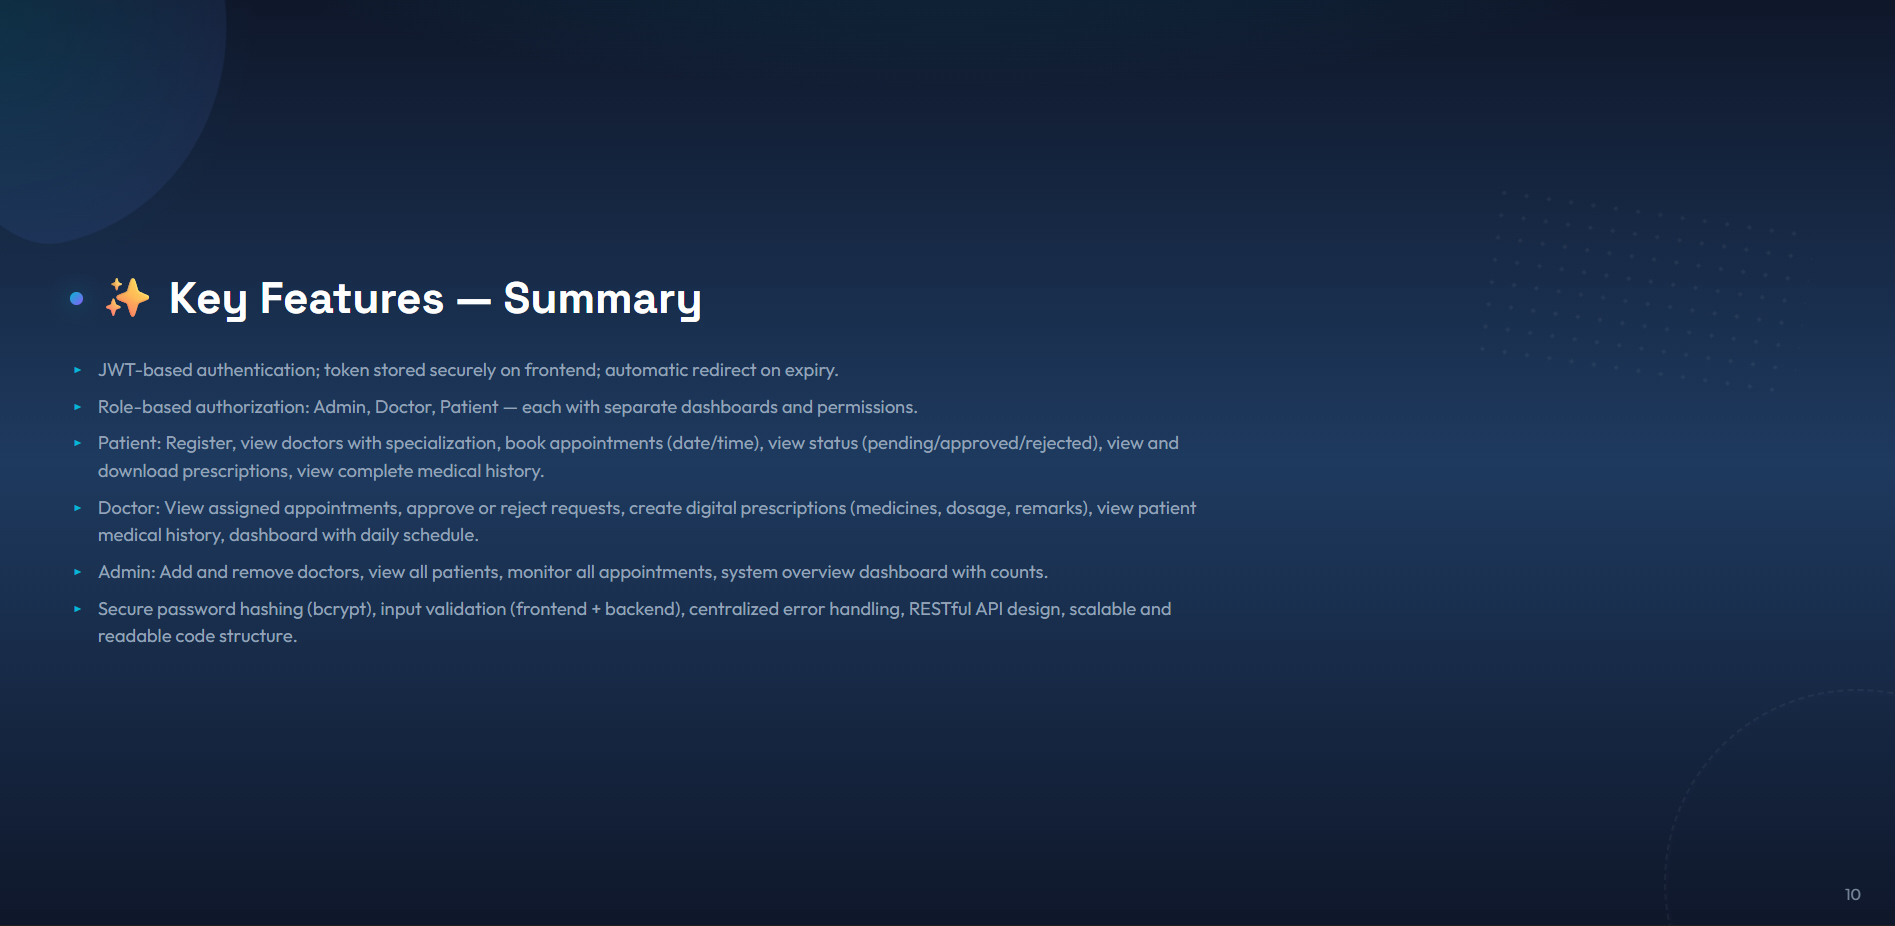 ✨ Key Features — Summary
▸ JWT-based authentication; token stored securely on frontend; automatic redirect on expiry.
▸ Role-based authorization: Admin, Doctor, Patient — each with separate dashboards and permissions.
▸ Patient: Register, view doctors with specialization, book appointments (date/time), view status (pending/approved/rejected), view and
download prescriptions, view complete medical history.
▸ Doctor: View assigned appointments, approve or reject requests, create digital prescriptions (medicines, dosage, remarks), view patient
medical history, dashboard with daily schedule.
▸ Admin: Add and remove doctors, view all patients, monitor all appointments, system overview dashboard with counts.
▸ Secure password hashing (bcrypt), input validation (frontend + backend), centralized error handling, RESTful API design, scalable and
readable code structure.
10